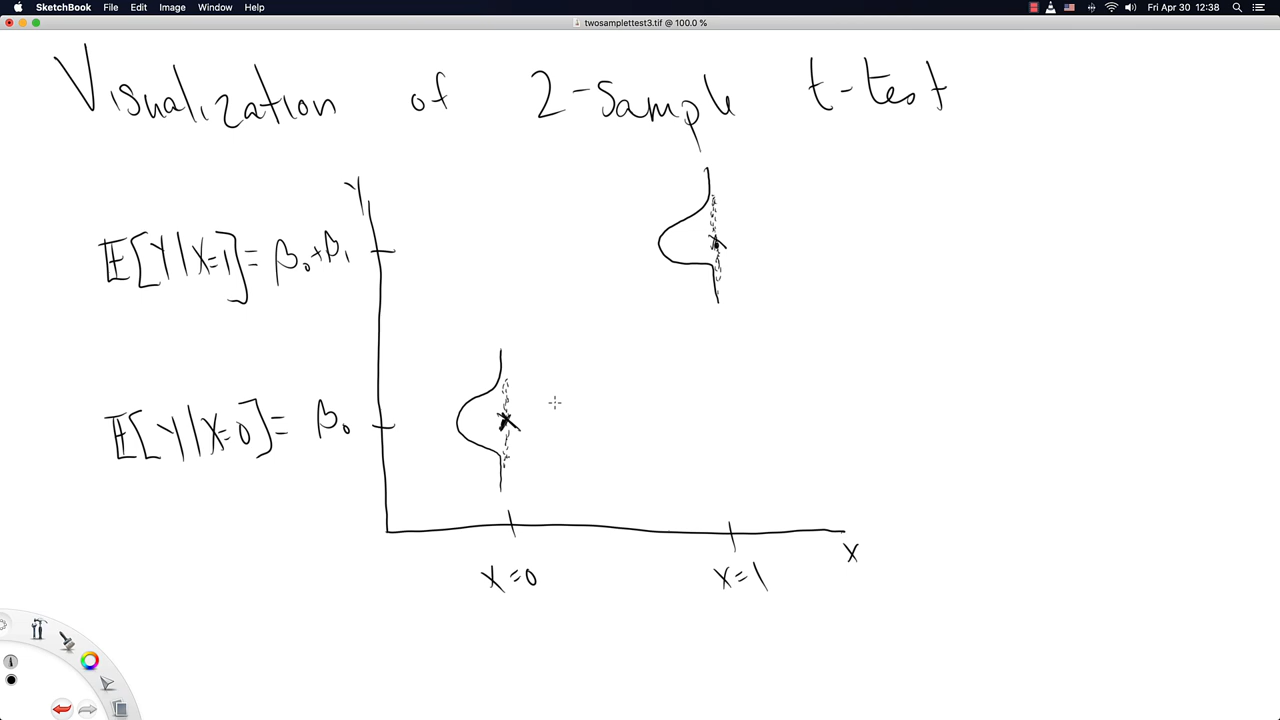 SketchBook File Edit Image Window Help Fri Apr 30 12:38
twosamplettest3.tif @ 100.0 %
Visualization of 2-Sample t-test
Y
𝔼[Y|X=1] = β₀+β₁
𝔼[Y|X=0] = β₀
X
X=0 X=1